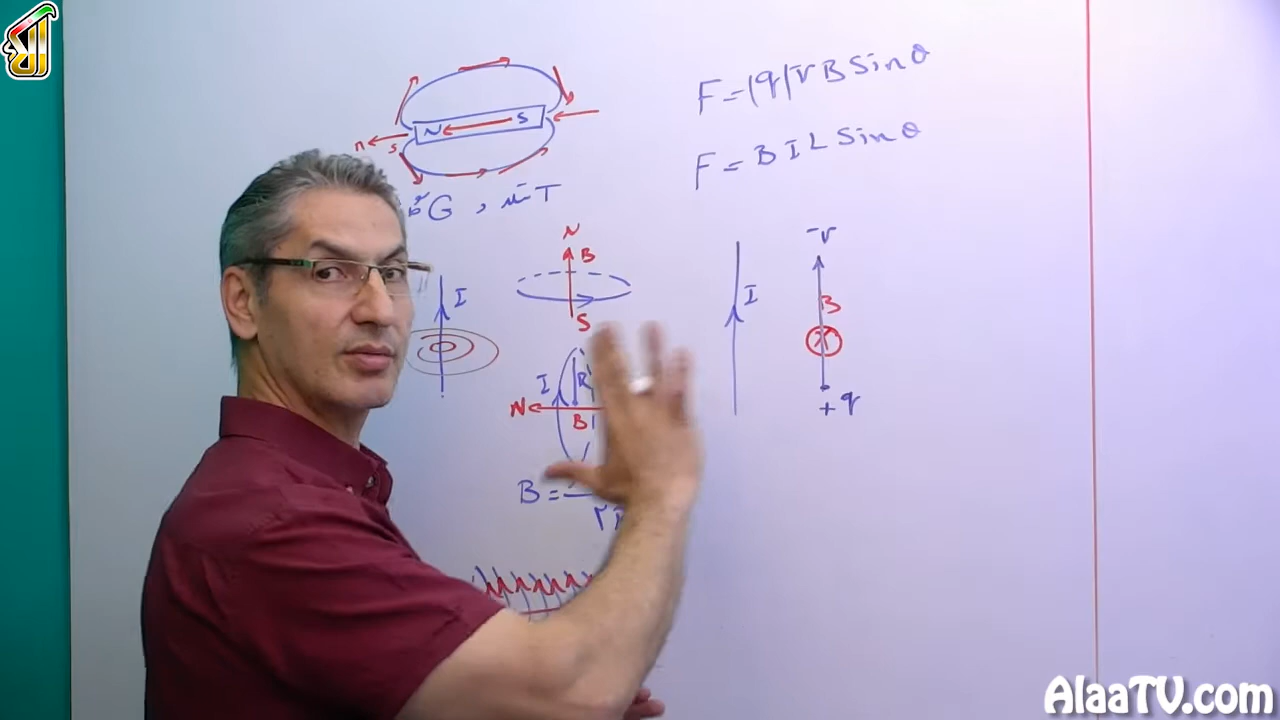 N S
n
s
G , T
F = |q| v B Sin θ
F = B I L Sin θ
N
B
S
I
I
N
B
R
B =
I
v
B
+ q
AlaaTV.com